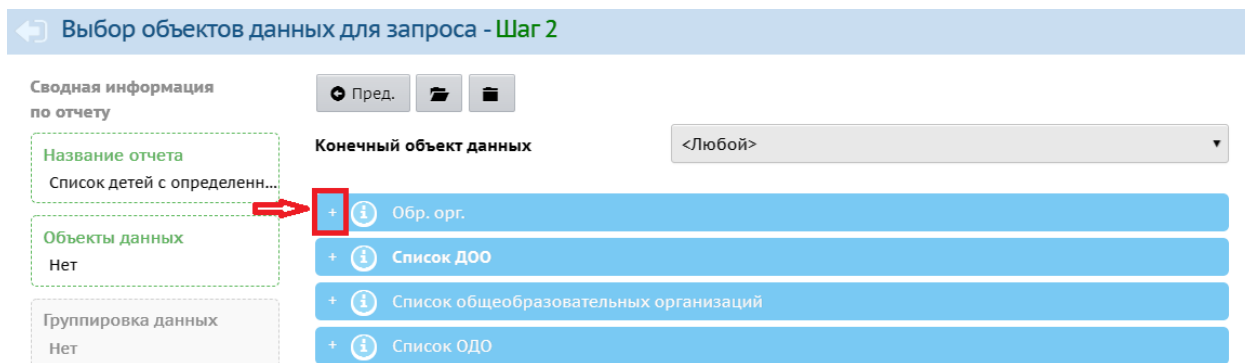 Выбор объектов данных для запроса - Шаг 2
Сводная информация
по отчету
Название отчета
Список детей с определенн...
Объекты данных
Нет
Группировка данных
Нет
Пред.
Конечный объект данных
<Любой>
+ i Обр. орг.
+ i Список ДОО
+ i Список общеобразовательных организаций
+ i Список ОДО